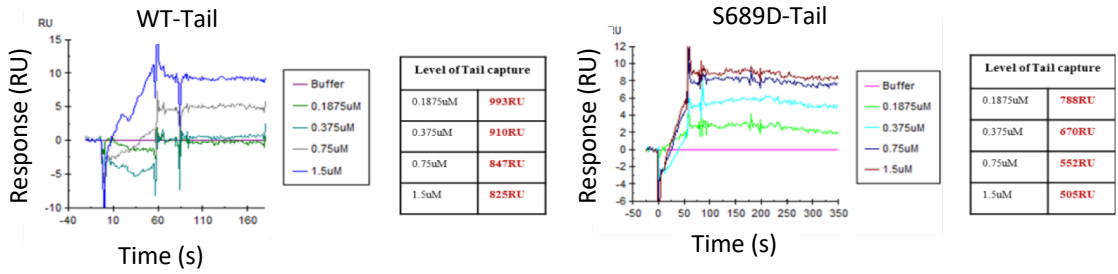 WT-Tail
RU
Response (RU)
15
10
5
0
-5
-10
-40 10 60 110 160
Time (s)
Buffer
0.1875uM
0.375uM
0.75uM
1.5uM
Level of Tail capture
0.1875uM 993RU
0.375uM 910RU
0.75uM 847RU
1.5uM 825RU
S689D-Tail
RU
Response (RU)
12
10
8
6
4
2
0
-2
-4
-6
-50 0 50 100 150 200 250 300 350
Time (s)
Buffer
0.1875uM
0.375uM
0.75uM
1.5uM
Level of Tail capture
0.1875uM 788RU
0.375uM 670RU
0.75uM 552RU
1.5uM 505RU